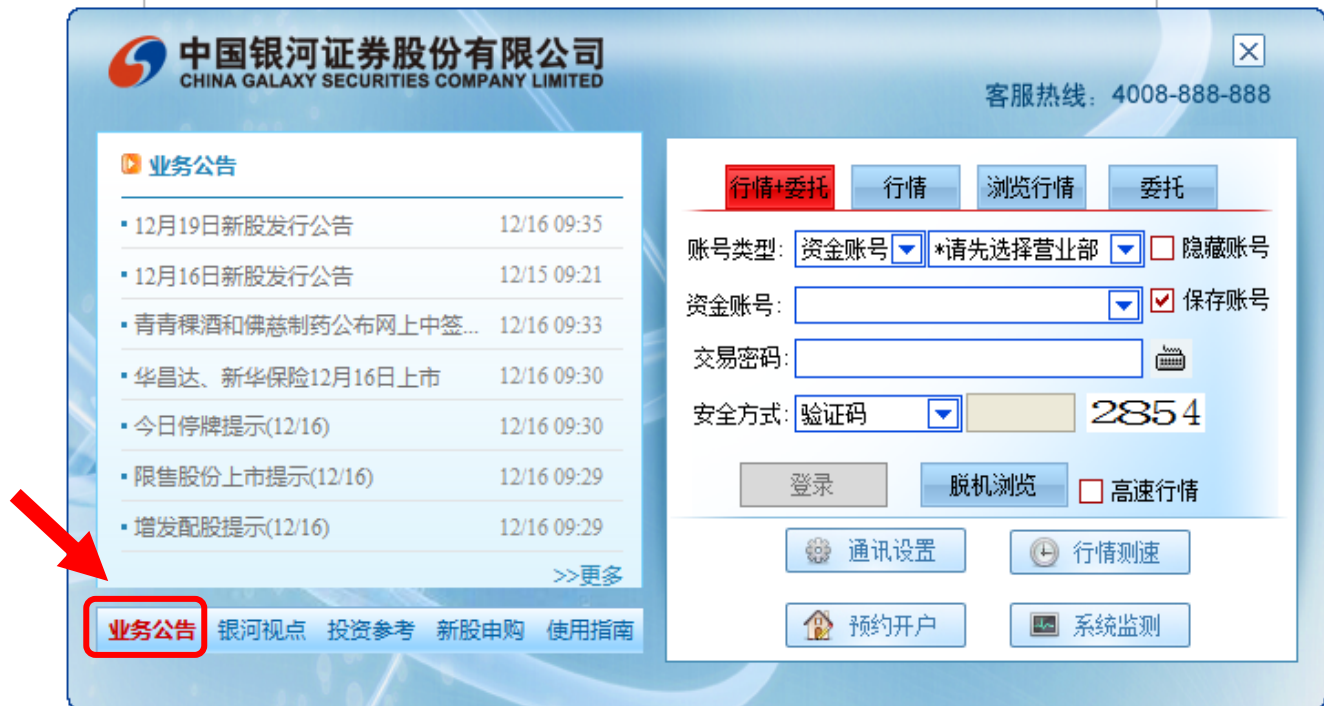 中国银河证券股份有限公司
CHINA GALAXY SECURITIES COMPANY LIMITED
客服热线：4008-888-888
业务公告
12月19日新股发行公告 12/16 09:35
12月16日新股发行公告 12/15 09:21
青青稞酒和佛慈制药公布网上中签... 12/16 09:33
华昌达、新华保险12月16日上市 12/16 09:30
今日停牌提示(12/16) 12/16 09:30
限售股份上市提示(12/16) 12/16 09:29
增发配股提示(12/16) 12/16 09:29
>>更多
业务公告 银河视点 投资参考 新股申购 使用指南
行情+委托 行情 浏览行情 委托
账号类型: 资金账号 *请先选择营业部 隐藏账号
资金账号: 保存账号
交易密码:
安全方式: 验证码 2854
登录 脱机浏览 高速行情
通讯设置 行情测速
预约开户 系统监测